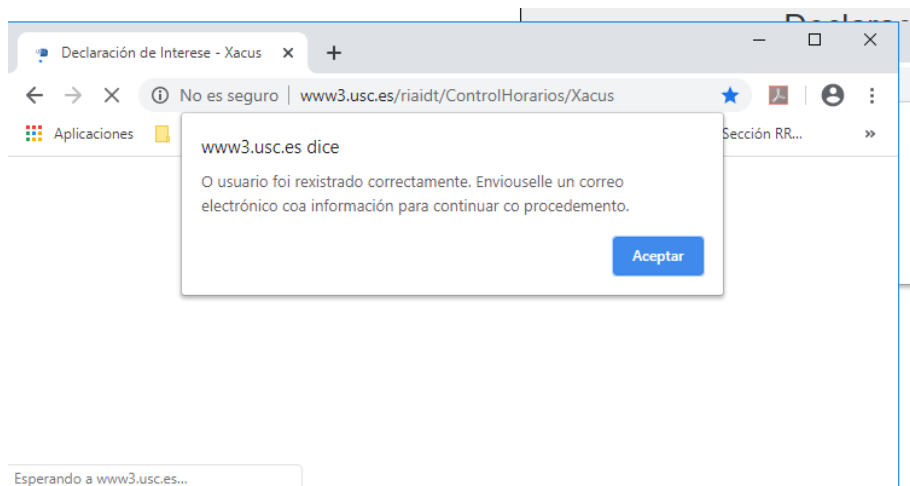 Declaración de Interese - Xacus
No es seguro | www3.usc.es/riaidt/ControlHorarios/Xacus
Aplicaciones
Sección RR...
www3.usc.es dice
O usuario foi rexistrado correctamente. Enviouselle un correo
electrónico coa información para continuar co procedemento.
Aceptar
Esperando a www3.usc.es...